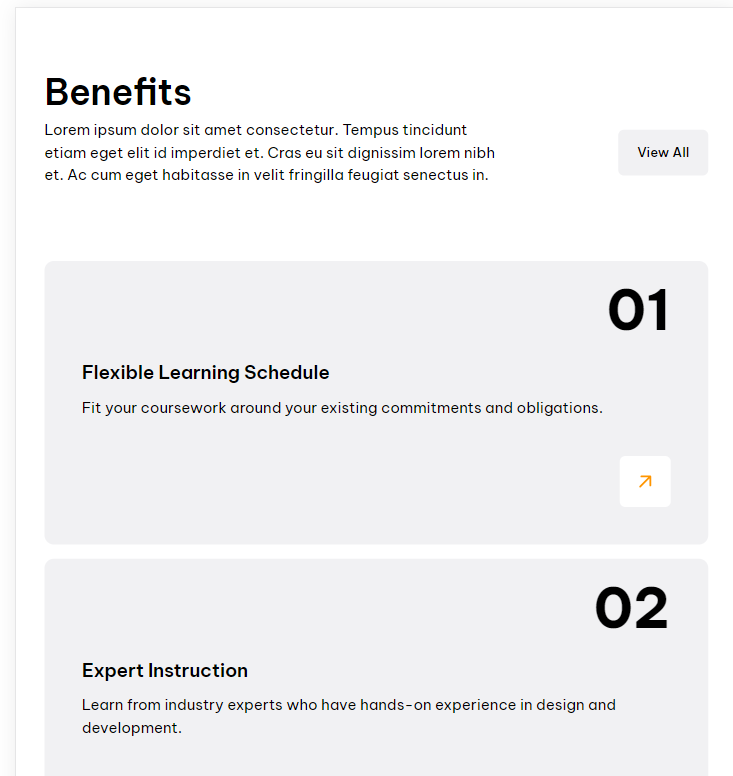 Benefits
Lorem ipsum dolor sit amet consectetur. Tempus tincidunt
etiam eget elit id imperdiet et. Cras eu sit dignissim lorem nibh
et. Ac cum eget habitasse in velit fringilla feugiat senectus in.
View All
01
Flexible Learning Schedule
Fit your coursework around your existing commitments and obligations.
02
Expert Instruction
Learn from industry experts who have hands-on experience in design and
development.